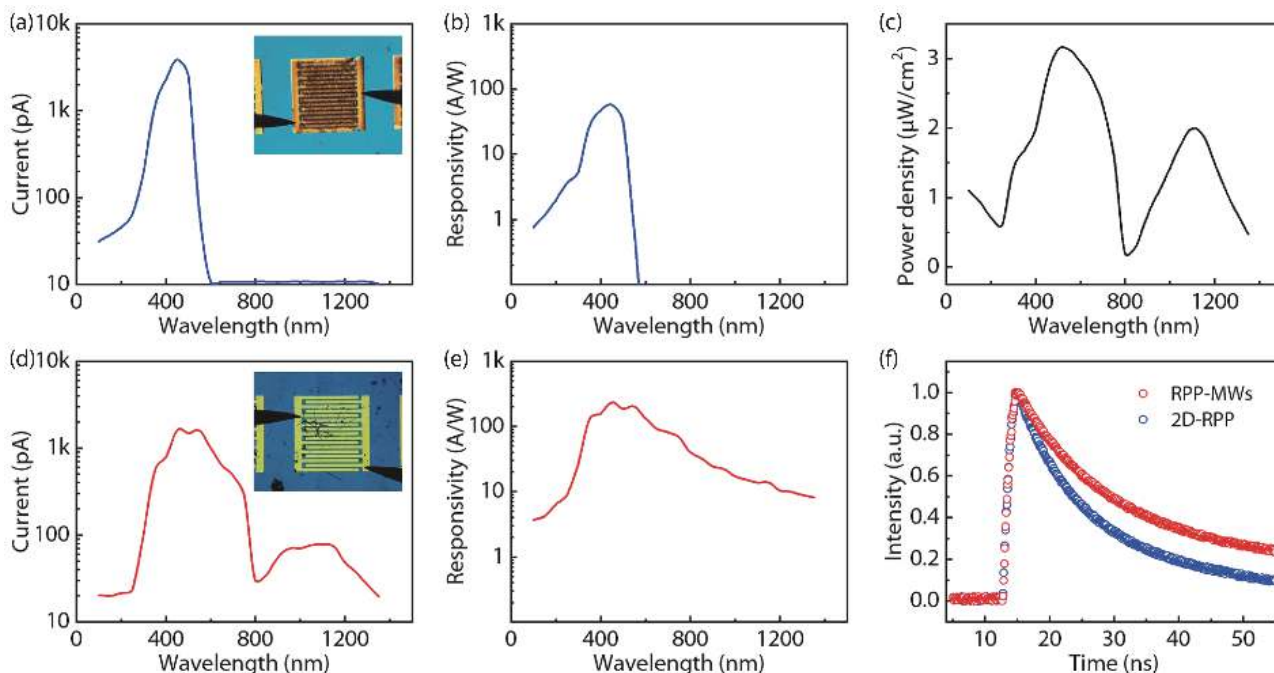 (a)
10k
1k
100
10
Current (pA)
0 400 800 1200
Wavelength (nm)
(b)
1k
100
10
1
Responsivity (A/W)
0 400 800 1200
Wavelength (nm)
(c)
3
2
1
0
Power density (μW/cm²)
0 400 800 1200
Wavelength (nm)
(d)
10k
1k
100
10
Current (pA)
0 400 800 1200
Wavelength (nm)
(e)
1k
100
10
1
Responsivity (A/W)
0 400 800 1200
Wavelength (nm)
(f)
1.0
0.8
0.6
0.4
0.2
0.0
Intensity (a.u.)
RPP-MWs
2D-RPP
10 20 30 40 50
Time (ns)